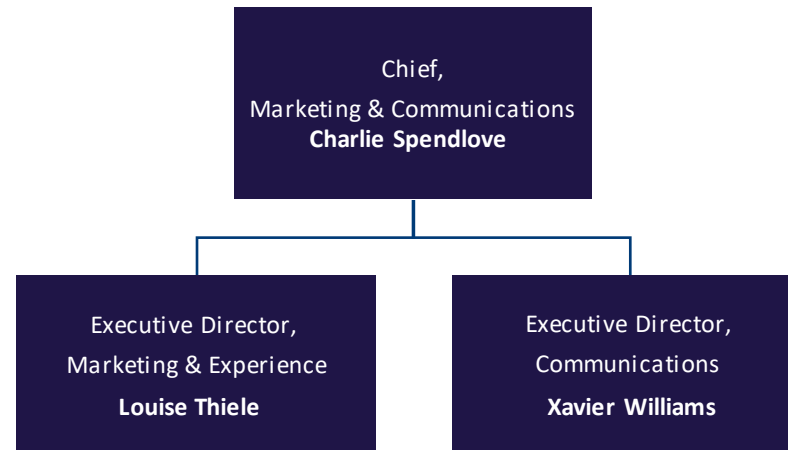 Chief,
Marketing & Communications
Charlie Spendlove
Executive Director,
Marketing & Experience
Louise Thiele
Executive Director,
Communications
Xavier Williams